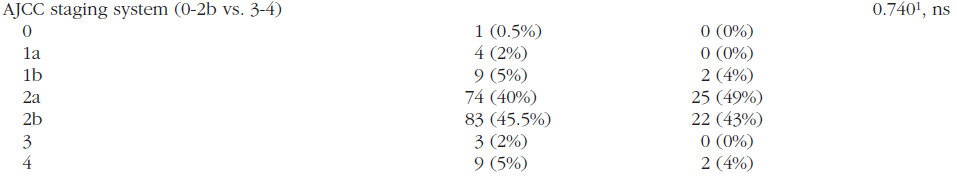 AJCC staging system (0-2b vs. 3-4) 0.740¹, ns
0 1 (0.5%) 0 (0%)
1a 4 (2%) 0 (0%)
1b 9 (5%) 2 (4%)
2a 74 (40%) 25 (49%)
2b 83 (45.5%) 22 (43%)
3 3 (2%) 0 (0%)
4 9 (5%) 2 (4%)